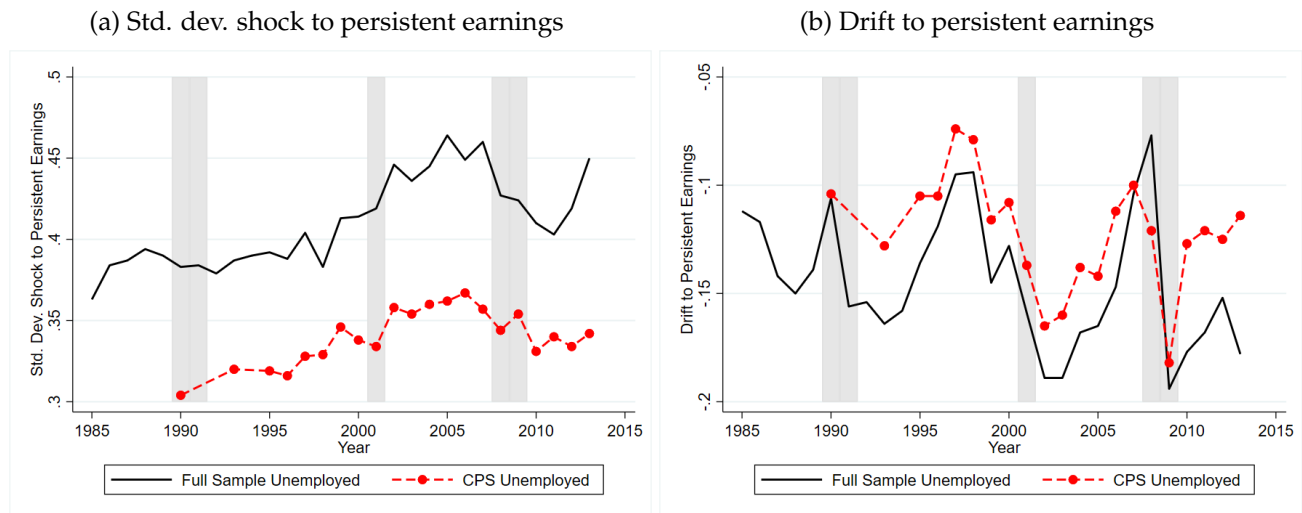 (a) Std. dev. shock to persistent earnings
Std. Dev. Shock to Persistent Earnings
.5
.45
.4
.35
.3
1985 1990 1995 2000 2005 2010 2015
Year
Full Sample Unemployed CPS Unemployed
(b) Drift to persistent earnings
Drift to Persistent Earnings
-.05
-.1
-.15
-.2
1985 1990 1995 2000 2005 2010 2015
Year
Full Sample Unemployed CPS Unemployed